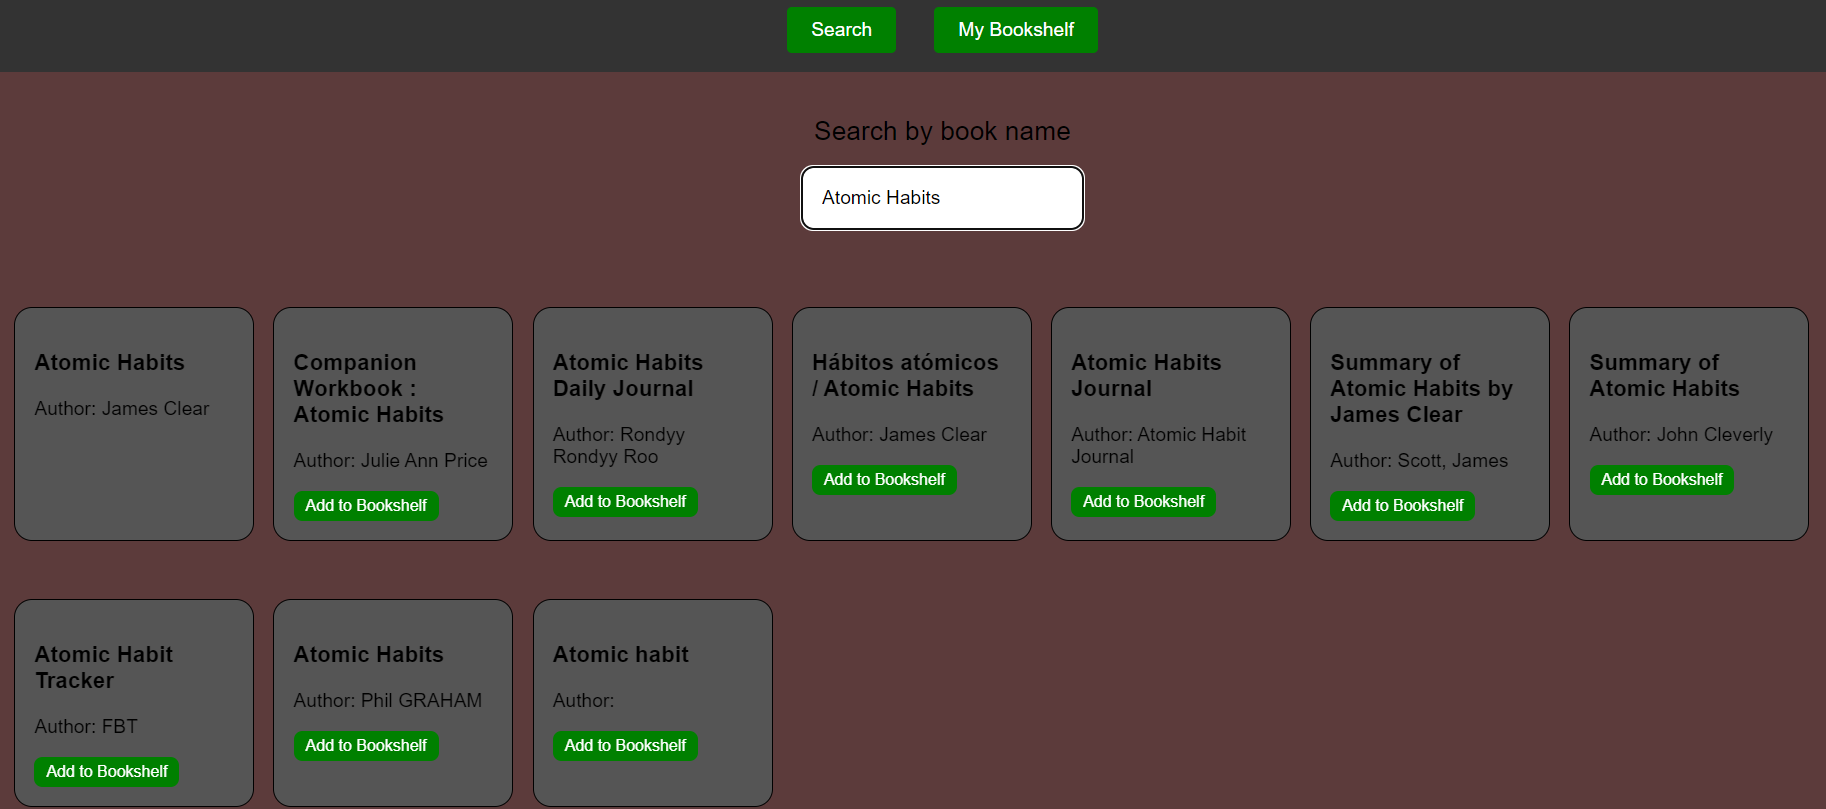 Search
My Bookshelf
Search by book name
Atomic Habits
Atomic Habits
Author: James Clear
Companion
Workbook :
Atomic Habits
Author: Julie Ann Price
Add to Bookshelf
Atomic Habits
Daily Journal
Author: Rondyy
Rondyy Roo
Add to Bookshelf
Hábitos atómicos
/ Atomic Habits
Author: James Clear
Add to Bookshelf
Atomic Habits
Journal
Author: Atomic Habit
Journal
Add to Bookshelf
Summary of
Atomic Habits by
James Clear
Author: Scott, James
Add to Bookshelf
Summary of
Atomic Habits
Author: John Cleverly
Add to Bookshelf
Atomic Habit
Tracker
Author: FBT
Add to Bookshelf
Atomic Habits
Author: Phil GRAHAM
Add to Bookshelf
Atomic habit
Author:
Add to Bookshelf